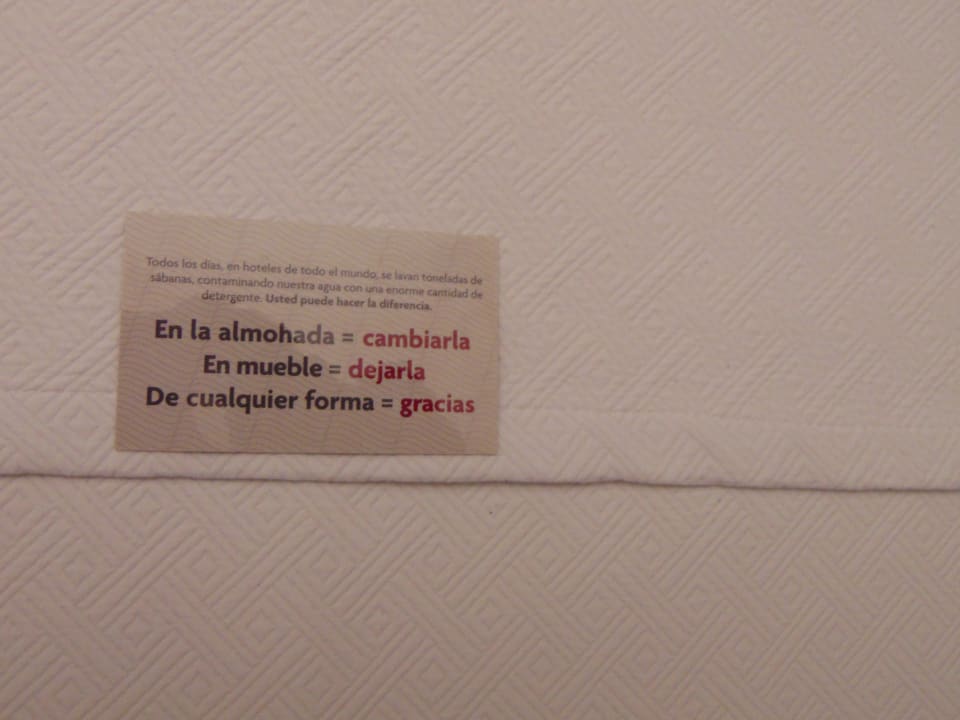 Todos los días, en hoteles de todo el mundo, se lavan toneladas de
sábanas, contaminando nuestra agua con una enorme cantidad de
detergente. Usted puede hacer la diferencia.
En la almohada = cambiarla
En mueble = dejarla
De cualquier forma = gracias